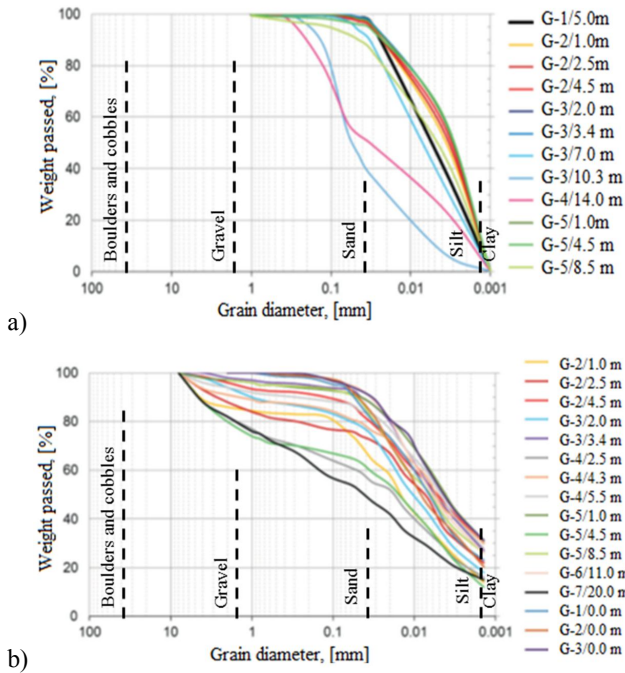 100
80
60
40
20
0
Weight passed, [%]
Boulders and cobbles
Gravel
Sand
Silt
Clay
100
10
1
0.1
0.01
0.001
Grain diameter, [mm]
a)
G-1/5.0m
G-2/1.0m
G-2/2.5m
G-2/4.5 m
G-3/2.0 m
G-3/3.4 m
G-3/7.0 m
G-3/10.3 m
G-4/14.0 m
G-5/1.0m
G-5/4.5 m
G-5/8.5 m
100
80
60
40
20
0
Weight passed, [%]
Boulders and cobbles
Gravel
Sand
Silt
Clay
100
10
1
0.1
0.01
0.001
Grain diameter, [mm]
b)
G-2/1.0 m
G-2/2.5 m
G-2/4.5 m
G-3/2.0 m
G-3/3.4 m
G-4/2.5 m
G-4/4.3 m
G-4/5.5 m
G-5/1.0 m
G-5/4.5 m
G-5/8.5 m
G-6/11.0 m
G-7/20.0 m
G-1/0.0 m
G-2/0.0 m
G-3/0.0 m